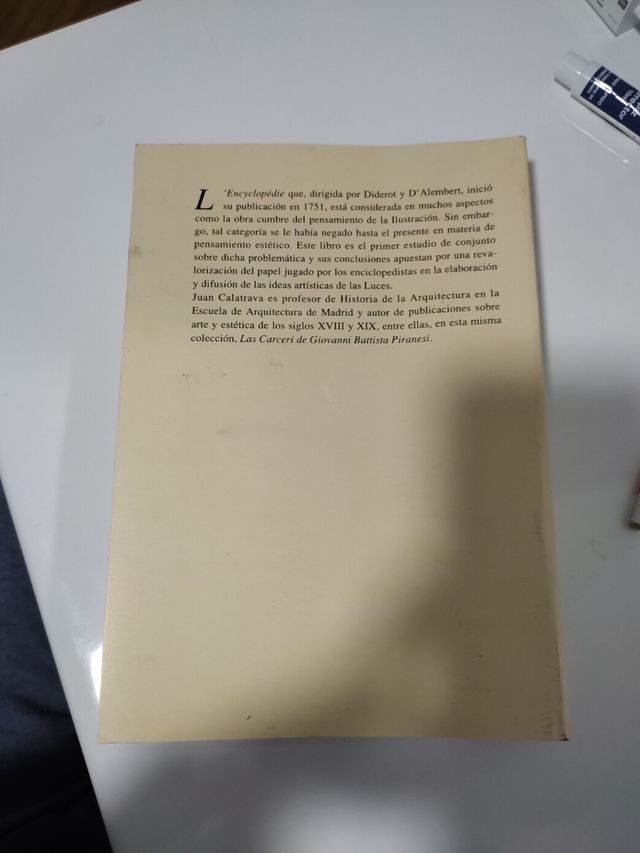 L'Encyclopédie que, dirigida por Diderot y D'Alembert, inició
su publicación en 1751, está considerada en muchos aspectos
como la obra cumbre del pensamiento de la Ilustración. Sin embar-
go, tal categoría se le había negado hasta el presente en materia de
pensamiento estético. Este libro es el primer estudio de conjunto
sobre dicha problemática y sus conclusiones apuestan por una reva-
lorización del papel jugado por los enciclopedistas en la elaboración
y difusión de las ideas artísticas de las Luces.
Juan Calatrava es profesor de Historia de la Arquitectura en la
Escuela de Arquitectura de Madrid y autor de publicaciones sobre
arte y estética de los siglos XVIII y XIX, entre ellas, en esta misma
colección, Las Carceri de Giovanni Battista Piranesi.